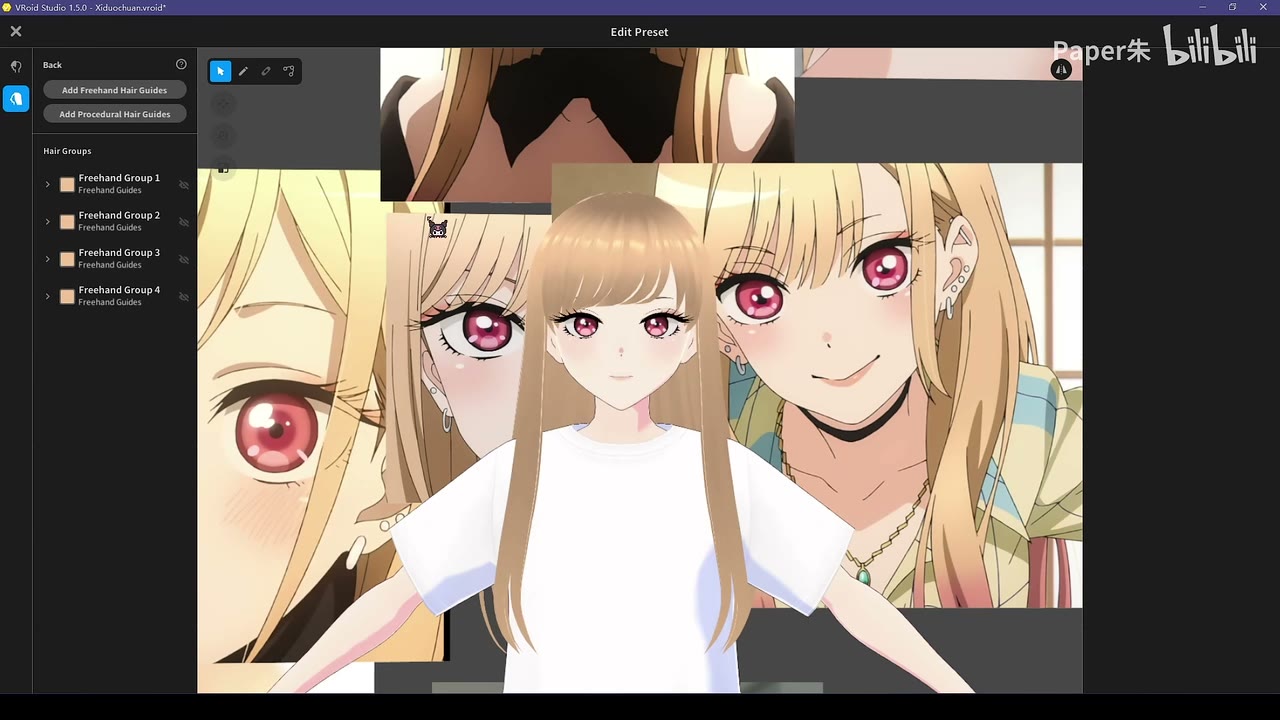 VRoid Studio 1.5.0 - Xiduochuan.vroid*
Edit Preset
Paper朱 bilibili
Back
Add Freehand Hair Guides
Add Procedural Hair Guides
Hair Groups
Freehand Group 1
Freehand Guides
Freehand Group 2
Freehand Guides
Freehand Group 3
Freehand Guides
Freehand Group 4
Freehand Guides